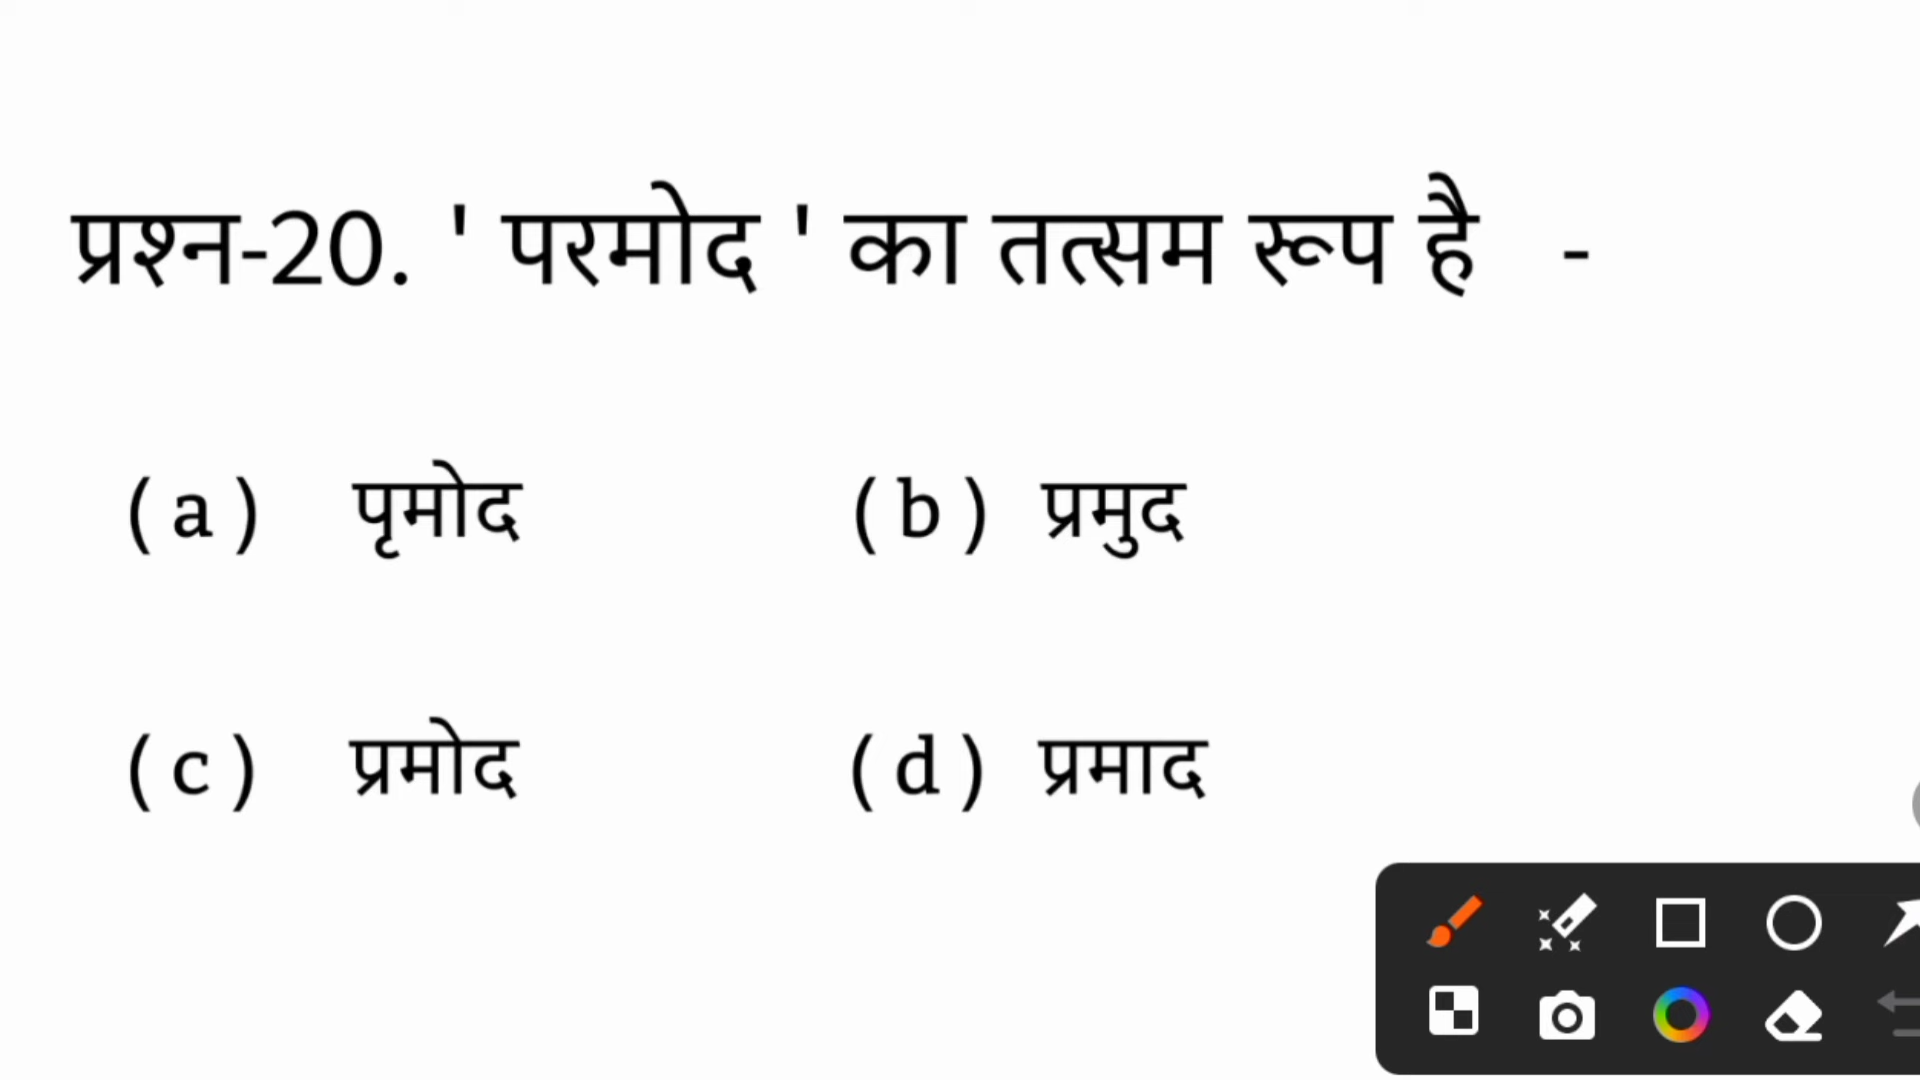 प्रश्न-20. ' परमोद ' का तत्सम रूप है -
(a) पृमोद (b) प्रमुद
(c) प्रमोद (d) प्रमाद